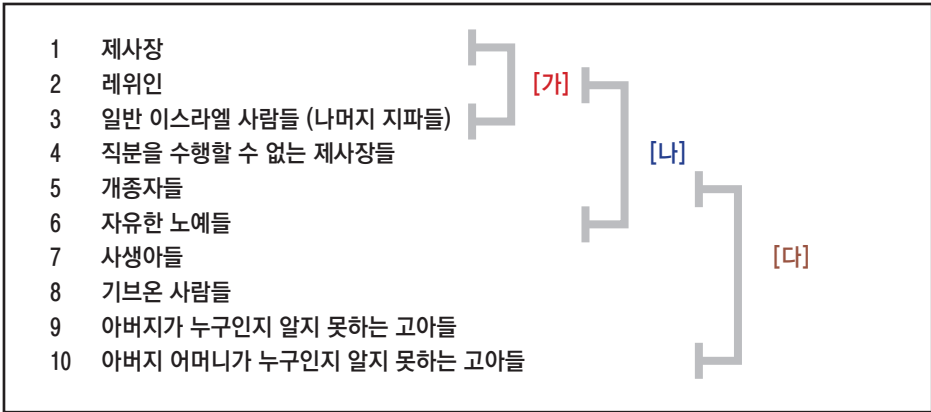 1 제사장
2 레위인
[가]
3 일반 이스라엘 사람들 (나머지 지파들)
4 직분을 수행할 수 없는 제사장들
[나]
5 개종자들
6 자유한 노예들
7 사생아들
[다]
8 기브온 사람들
9 아버지가 누구인지 알지 못하는 고아들
10 아버지 어머니가 누구인지 알지 못하는 고아들